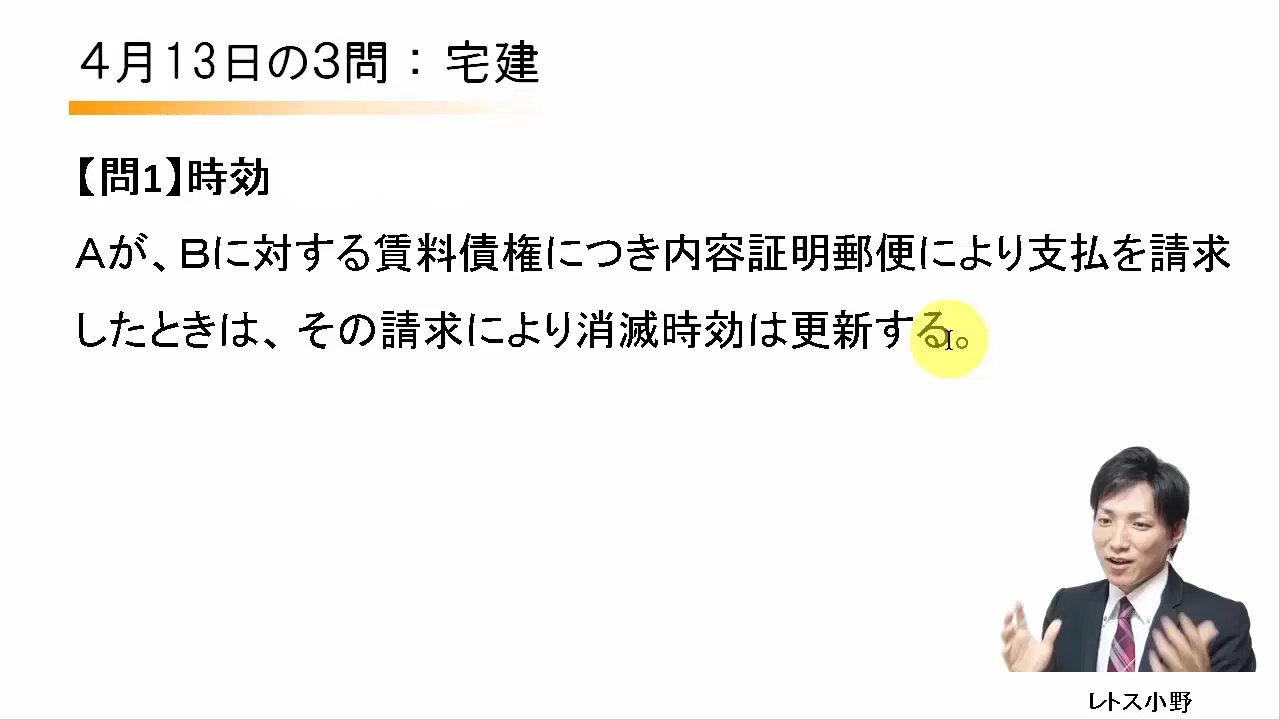 ４月13日の３問：宅建
【問1】時効
Ａが、Ｂに対する賃料債権につき内容証明郵便により支払を請求
したときは、その請求により消滅時効は更新する。
レトス小野